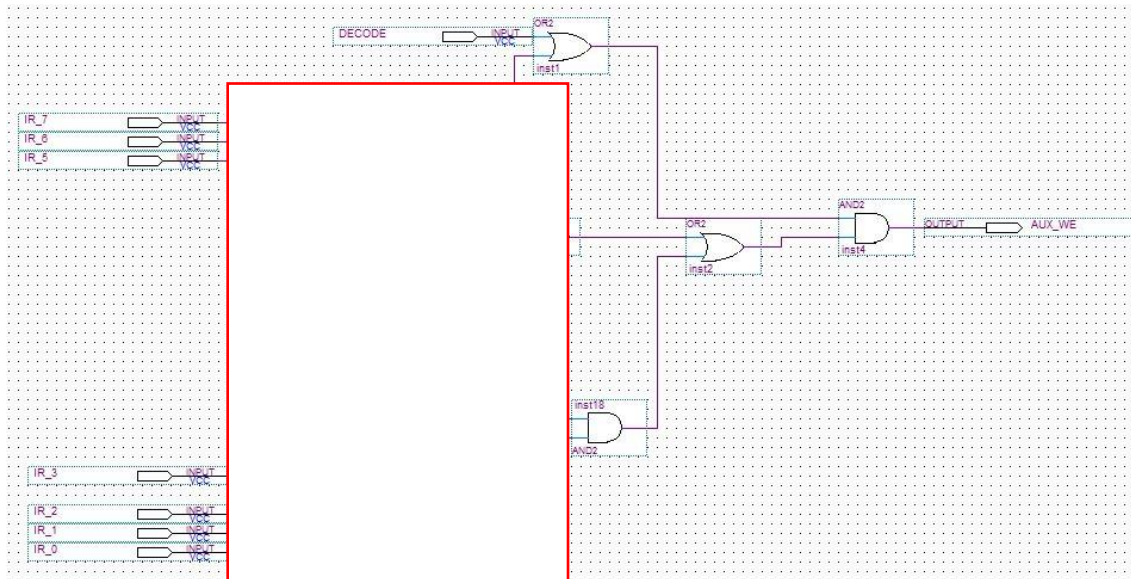 OR2
DECODE INPUT
VCC
inst1
IR_7 INPUT
VCC
IR_6 INPUT
VCC
IR_5 INPUT
VCC
AND2
OR2
OUTPUT AUX_WE
inst4
inst2
inst18
AND2
IR_3 INPUT
VCC
IR_2 INPUT
VCC
IR_1 INPUT
VCC
IR_0 INPUT
VCC